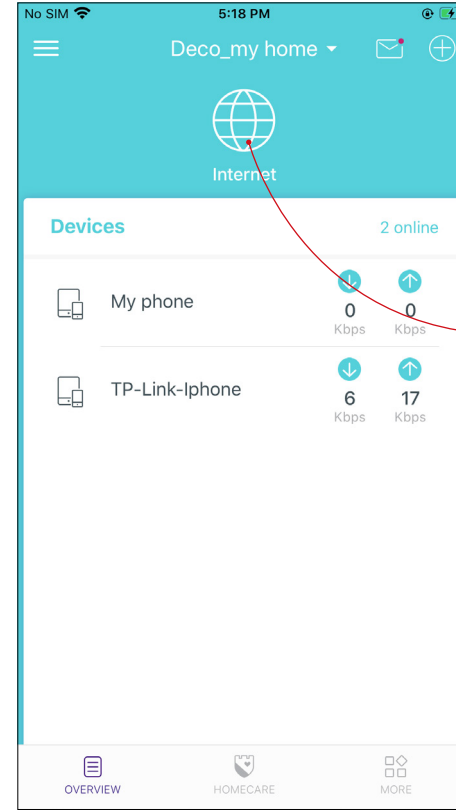 No SIM 5:18 PM
Deco_my home
Internet
Devices 2 online
My phone 0 Kbps 0 Kbps
TP-Link-Iphone 6 Kbps 17 Kbps
OVERVIEW HOMECARE MORE